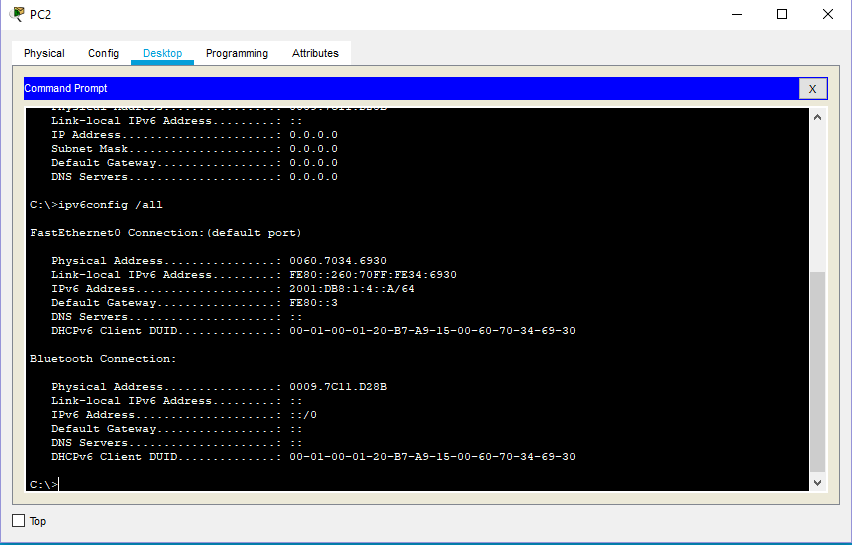 PC2
Physical Config Desktop Programming Attributes
Command Prompt
X
Physical Address................: 0009.7C11.D28B
Link-local IPv6 Address.........: ::
IP Address......................: 0.0.0.0
Subnet Mask.....................: 0.0.0.0
Default Gateway.................: 0.0.0.0
DNS Servers.....................: 0.0.0.0
C:\>ipv6config /all
FastEthernet0 Connection:(default port)
Physical Address................: 0060.7034.6930
Link-local IPv6 Address.........: FE80::260:70FF:FE34:6930
IPv6 Address....................: 2001:DB8:1:4::A/64
Default Gateway.................: FE80::3
DNS Servers.....................: ::
DHCPv6 Client DUID..............: 00-01-00-01-20-B7-A9-15-00-60-70-34-69-30
Bluetooth Connection:
Physical Address................: 0009.7C11.D28B
Link-local IPv6 Address.........: ::
IPv6 Address....................: ::/0
Default Gateway.................: ::
DNS Servers.....................: ::
DHCPv6 Client DUID..............: 00-01-00-01-20-B7-A9-15-00-60-70-34-69-30
C:\>
Top